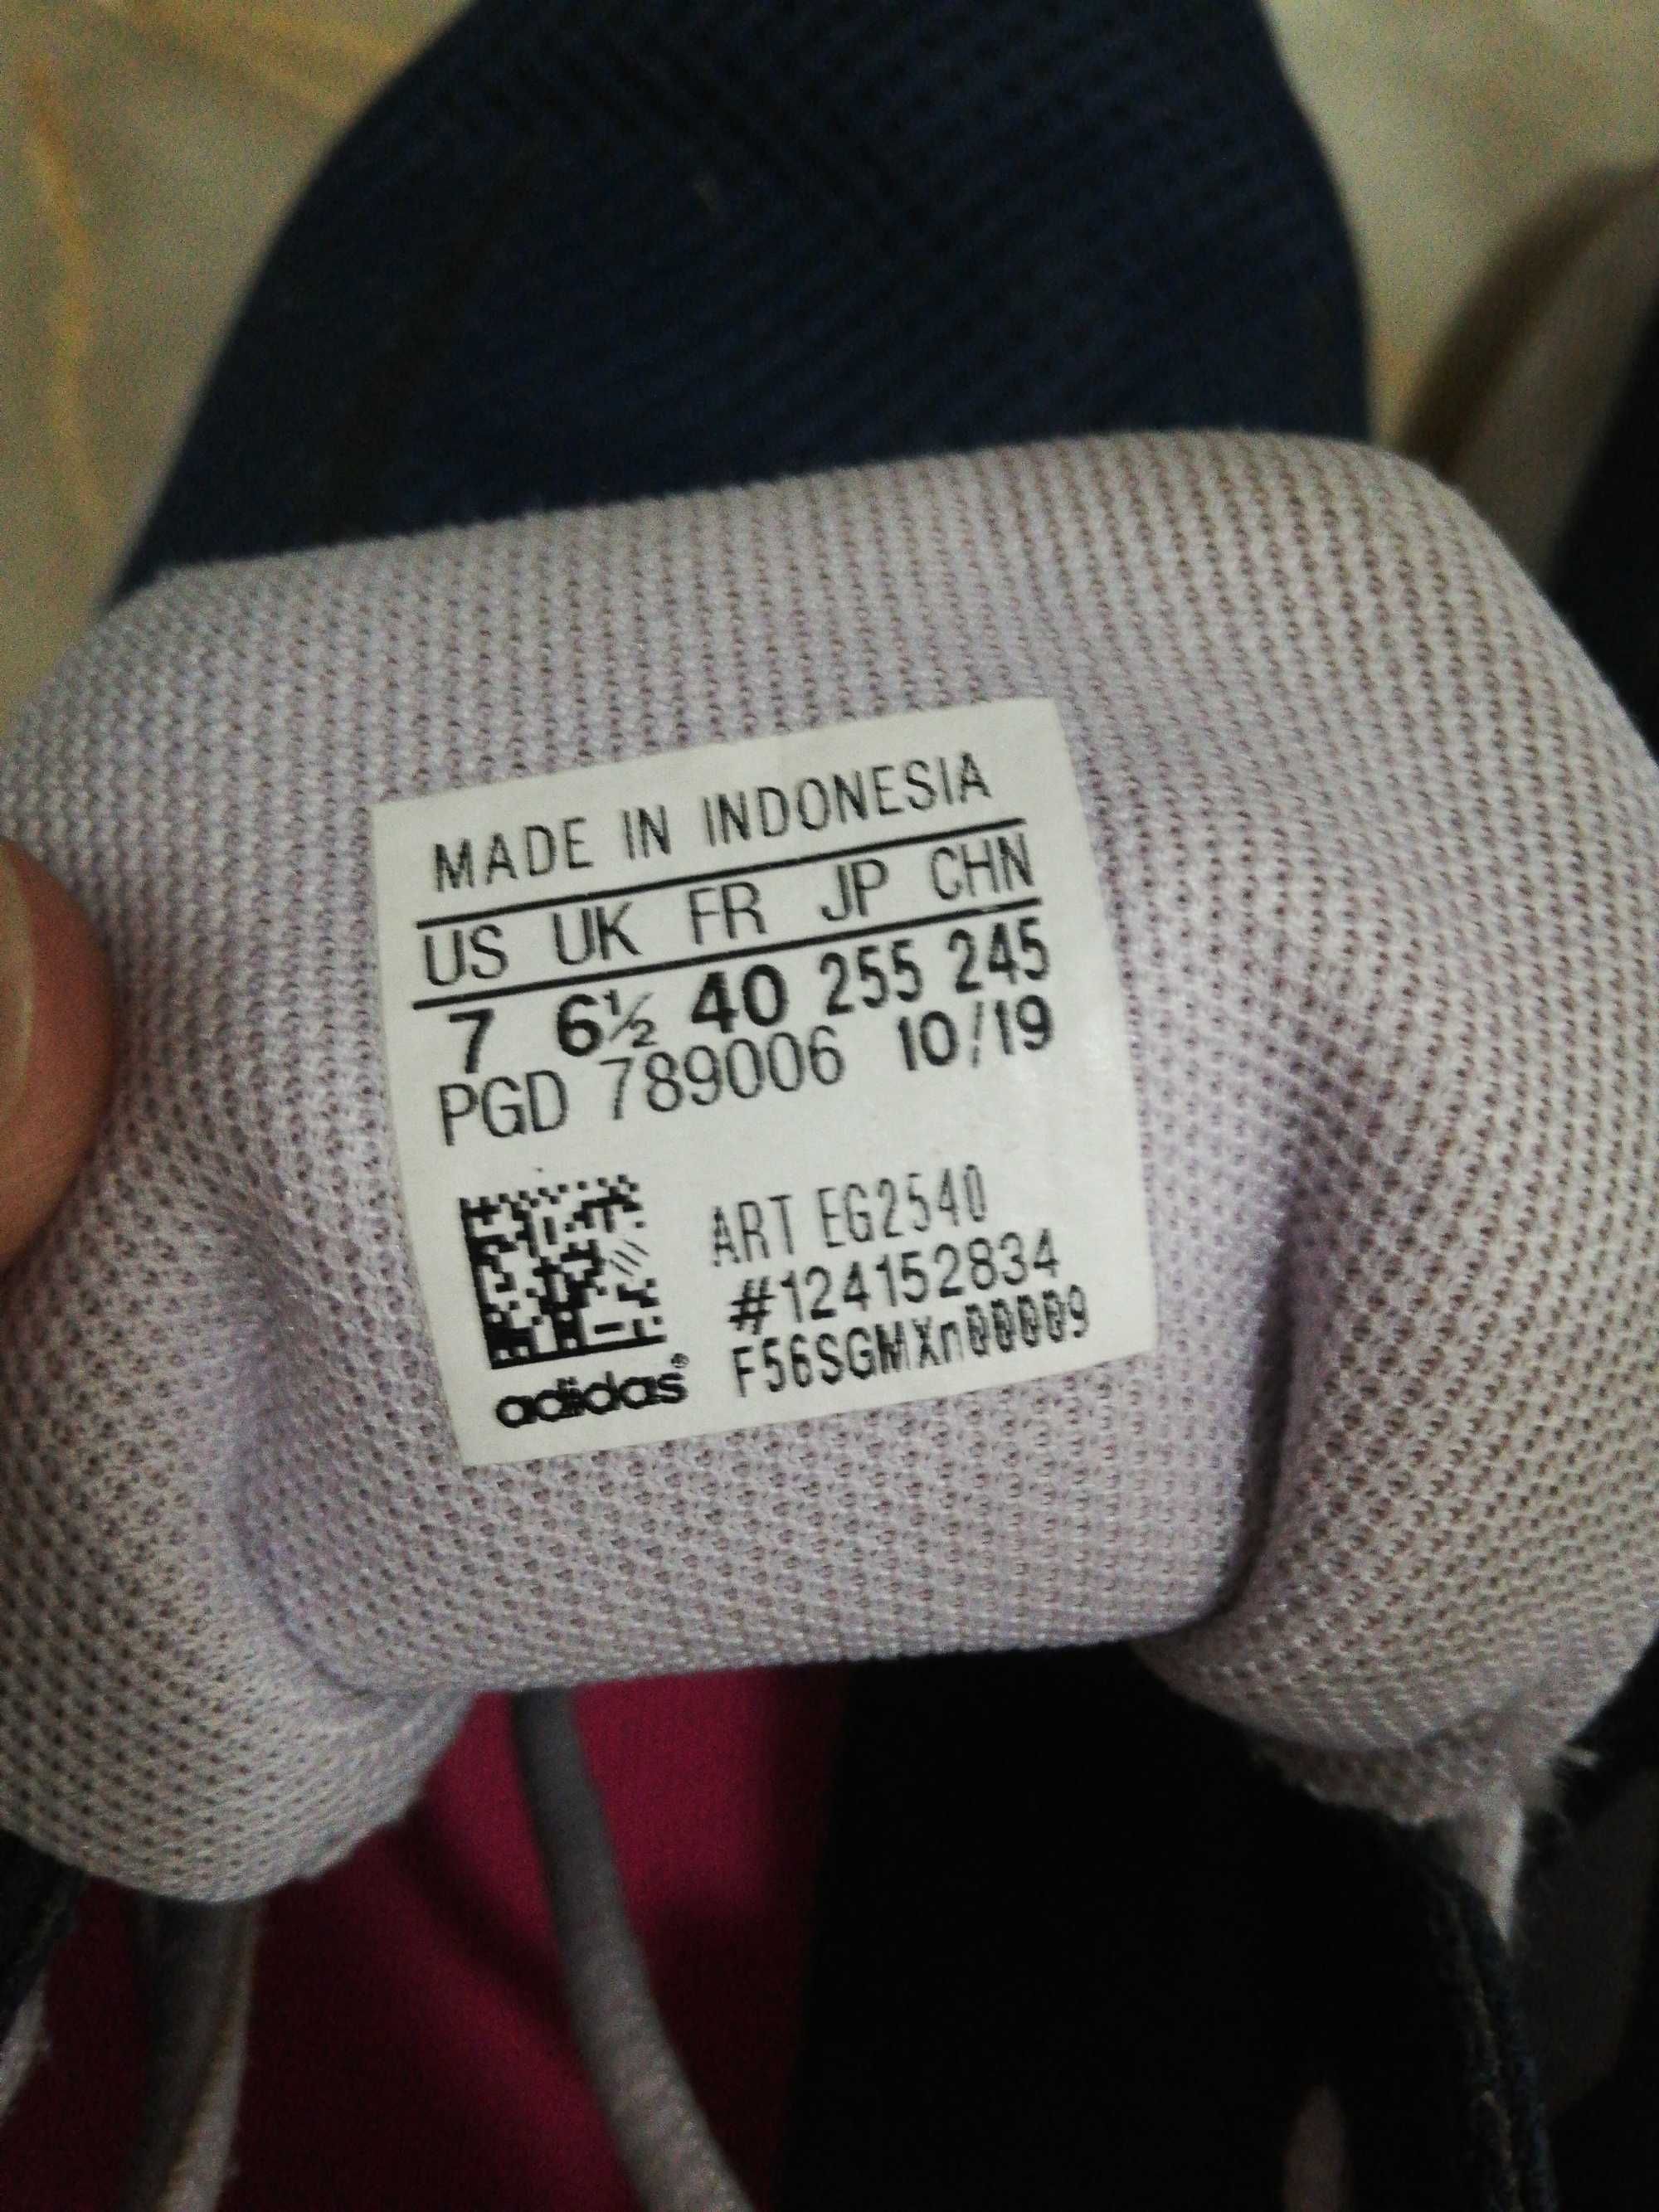 MADE IN INDONESIA
US UK FR JP CHN
7 6½ 40 255 245
PGD 789006 10/19
ART EG2540
#124152834
F56SGMXn00009
adidas®